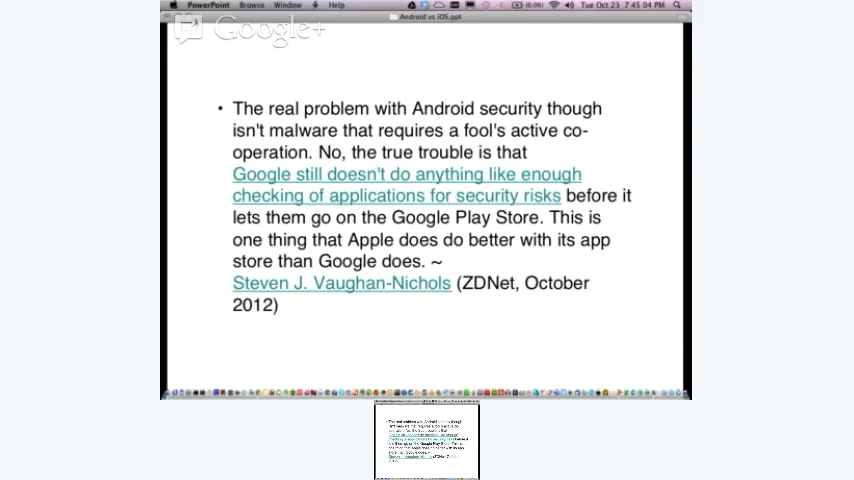 PowerPoint Browse Window Help (6:06) Tue Oct 23 7:45:04 PM
Android vs iOS.ppt
Google+
• The real problem with Android security though
isn't malware that requires a fool's active co-
operation. No, the true trouble is that
Google still doesn't do anything like enough
checking of applications for security risks before it
lets them go on the Google Play Store. This is
one thing that Apple does do better with its app
store than Google does. ~
Steven J. Vaughan-Nichols (ZDNet, October
2012)